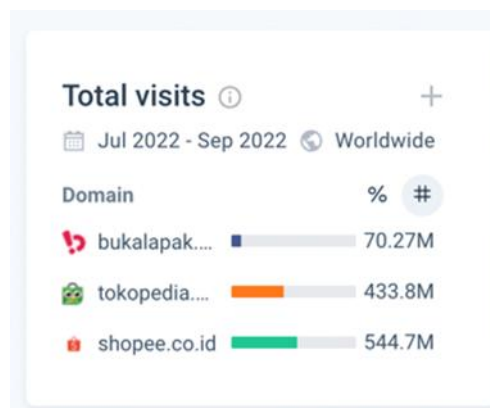 Total visits
Jul 2022 - Sep 2022 Worldwide
Domain % #
bukalapak.... 70.27M
tokopedia.... 433.8M
shopee.co.id 544.7M